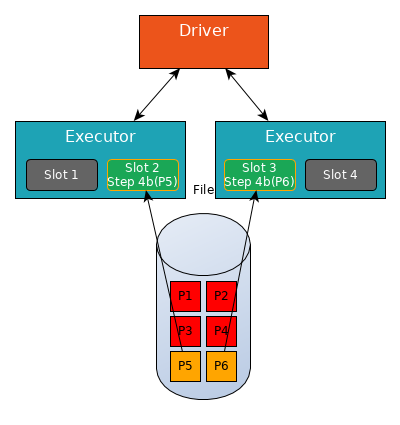 Driver
Executor
Executor
Slot 1
Slot 2
Step 4b(P5)
Slot 3
Step 4b(P6)
Slot 4
File
P1
P2
P3
P4
P5
P6